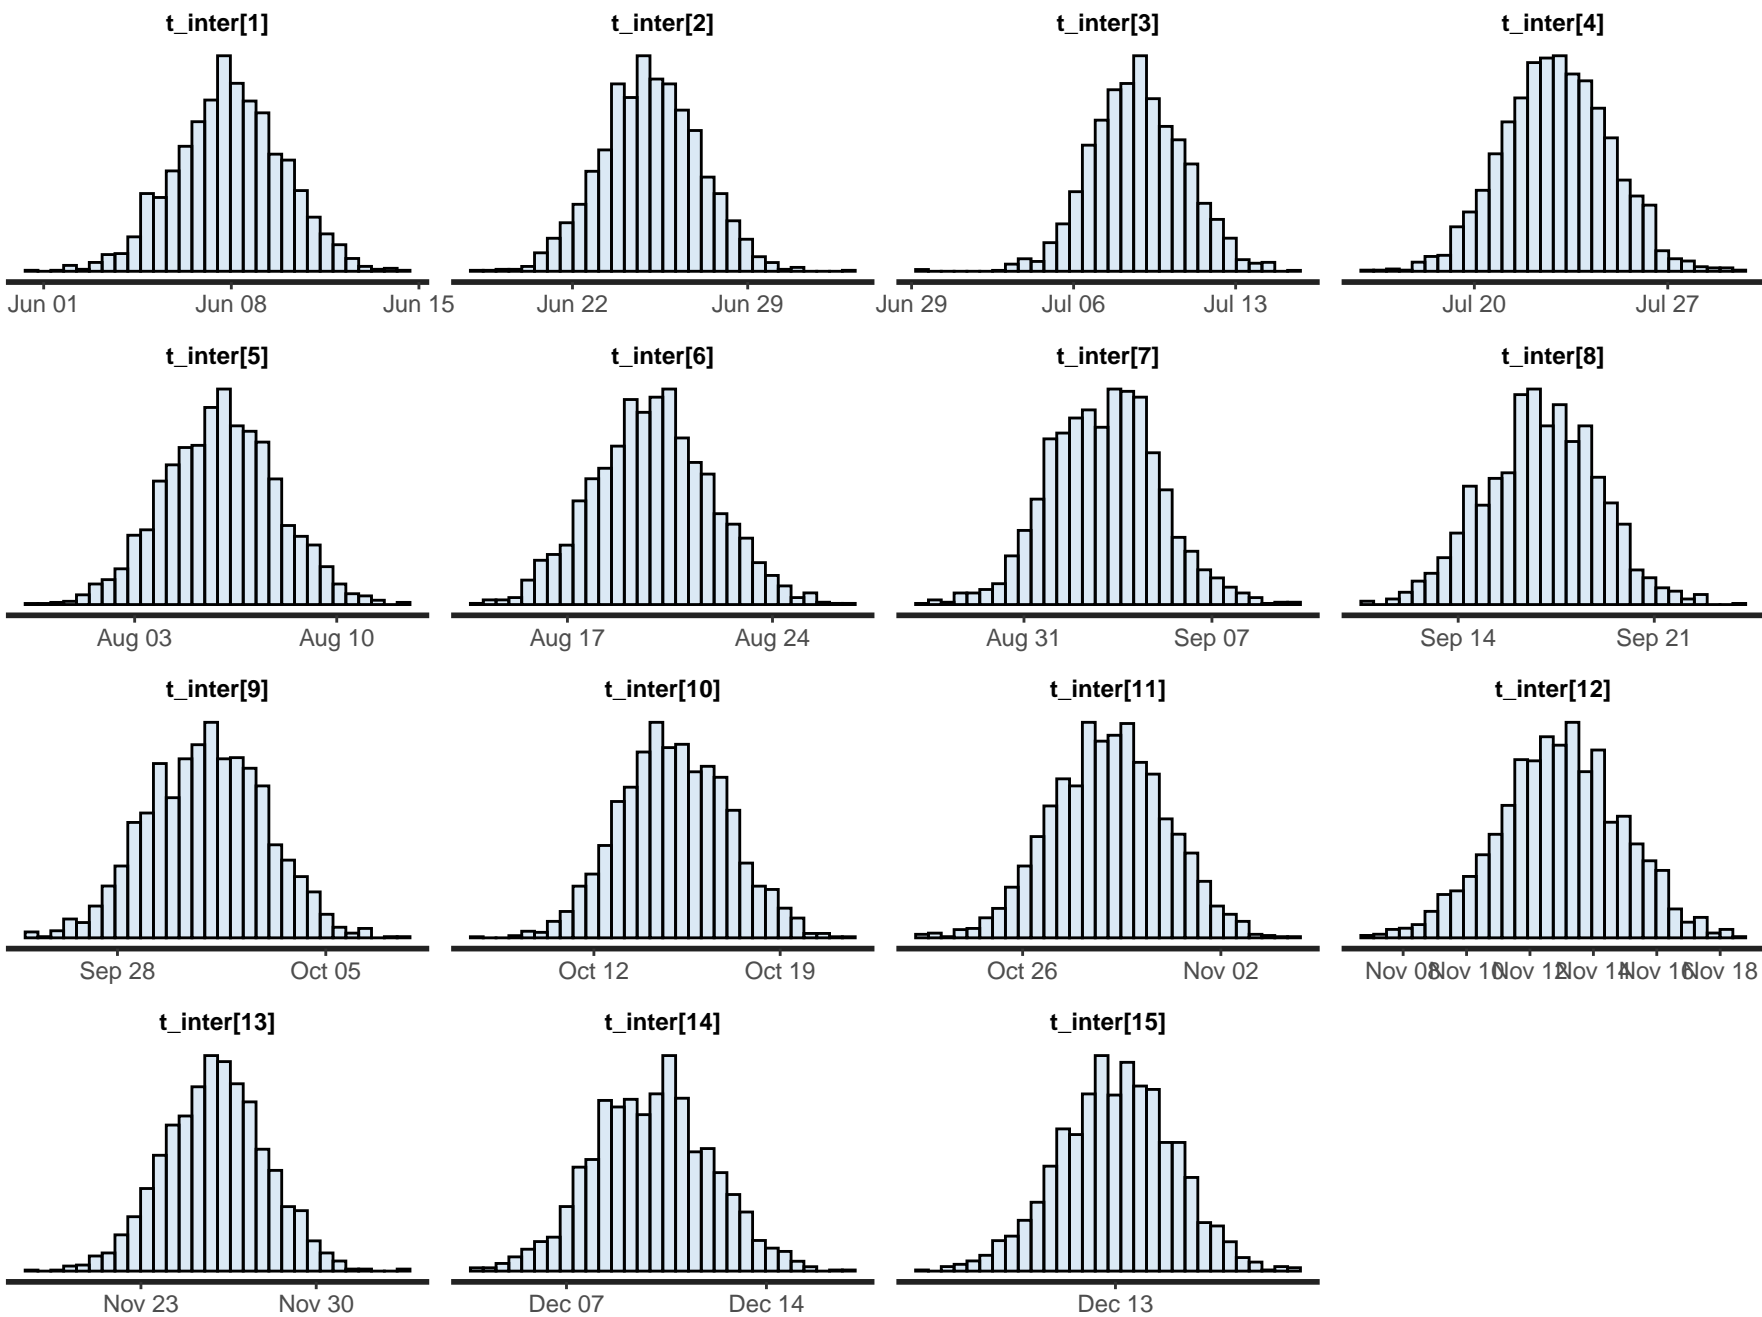 t_inter[1] t_inter[2] t_inter[3] t_inter[4]
Jun 01 Jun 08 Jun 15 Jun 22 Jun 29 Jun 29 Jul 06 Jul 13 Jul 20 Jul 27
t_inter[5] t_inter[6] t_inter[7] t_inter[8]
Aug 03 Aug 10 Aug 17 Aug 24 Aug 31 Sep 07 Sep 14 Sep 21
t_inter[9] t_inter[10] t_inter[11] t_inter[12]
Sep 28 Oct 05 Oct 12 Oct 19 Oct 26 Nov 02 Nov 08 Nov 10 Nov 12 Nov 14 Nov 16 Nov 18
t_inter[13] t_inter[14] t_inter[15]
Nov 23 Nov 30 Dec 07 Dec 14 Dec 13